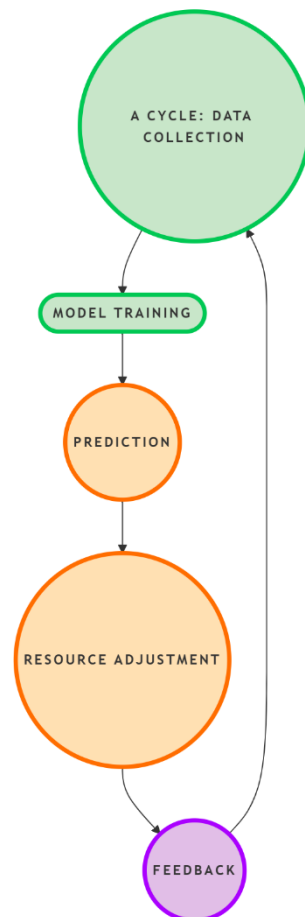 A CYCLE: DATA
COLLECTION
MODEL TRAINING
PREDICTION
RESOURCE ADJUSTMENT
FEEDBACK